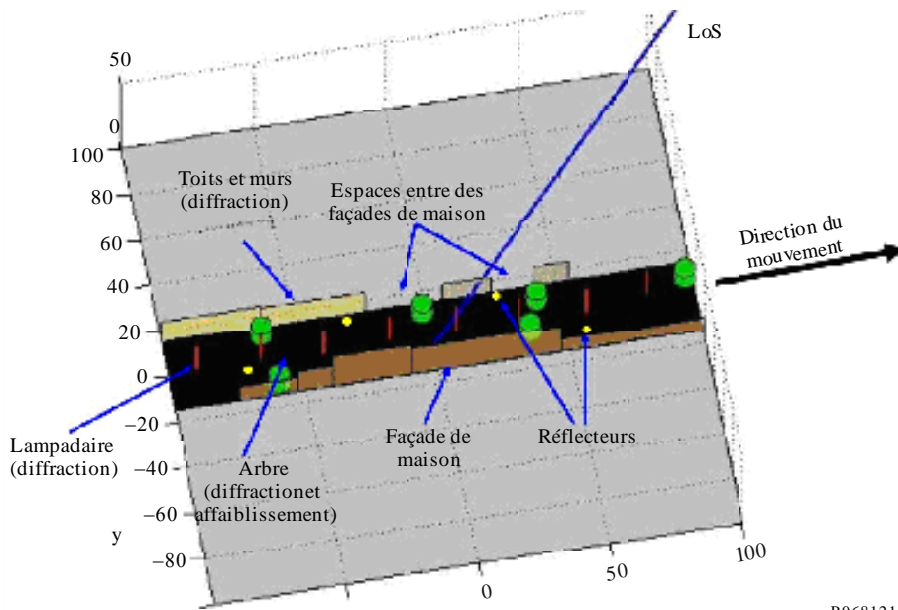 LoS
50
0
100
80
60
40
20
0
−20
−40
−60
−80
y
Toits et murs
(diffraction)
Espaces entre des
façades de maison
Direction du
mouvement
Lampadaire
(diffraction)
Arbre
(diffractionet
affaiblissement)
Façade de
maison
Réflecteurs
0
50
100